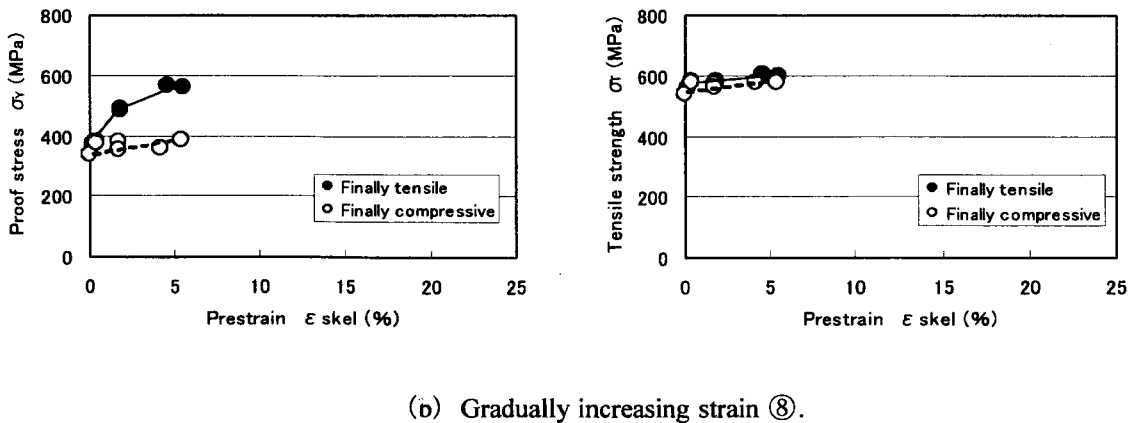 800
600
400
200
0
Proof stress σY (MPa)
0 5 10 15 20 25
Prestrain ε skel (%)
Finally tensile
Finally compressive
800
600
400
200
0
Tensile strength σT (MPa)
0 5 10 15 20 25
Prestrain ε skel (%)
Finally tensile
Finally compressive
(b) Gradually increasing strain ⑧.